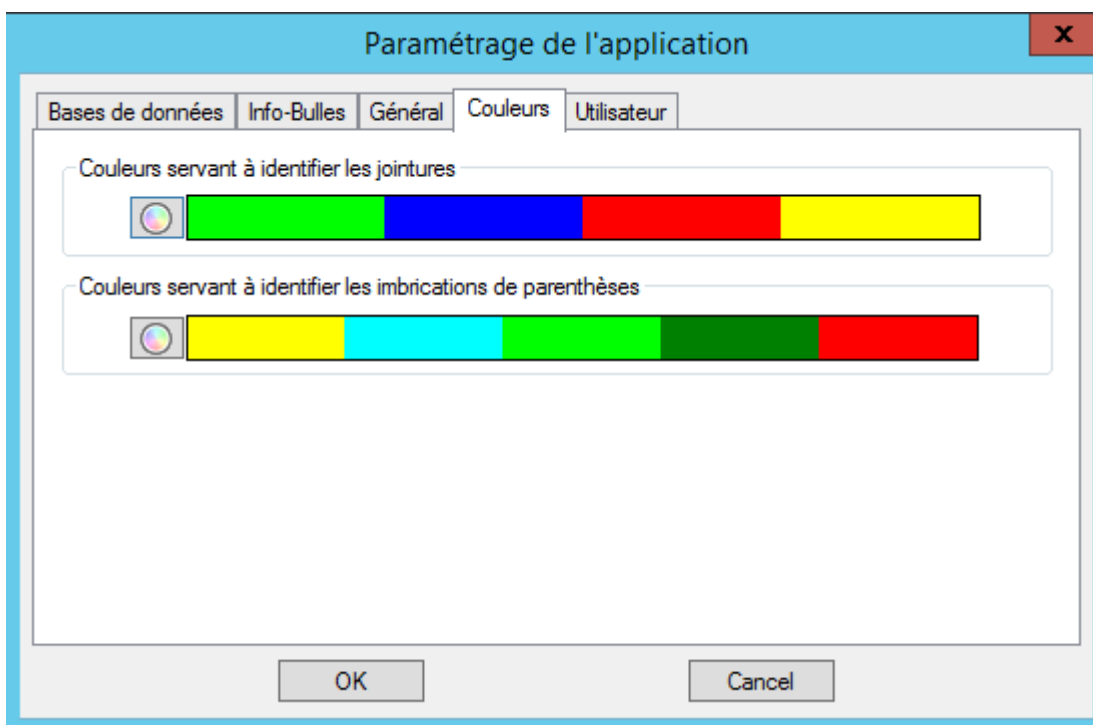 Paramétrage de l'application
x
Bases de données Info-Bulles Général Couleurs Utilisateur
Couleurs servant à identifier les jointures
Couleurs servant à identifier les imbrications de parenthèses
OK Cancel